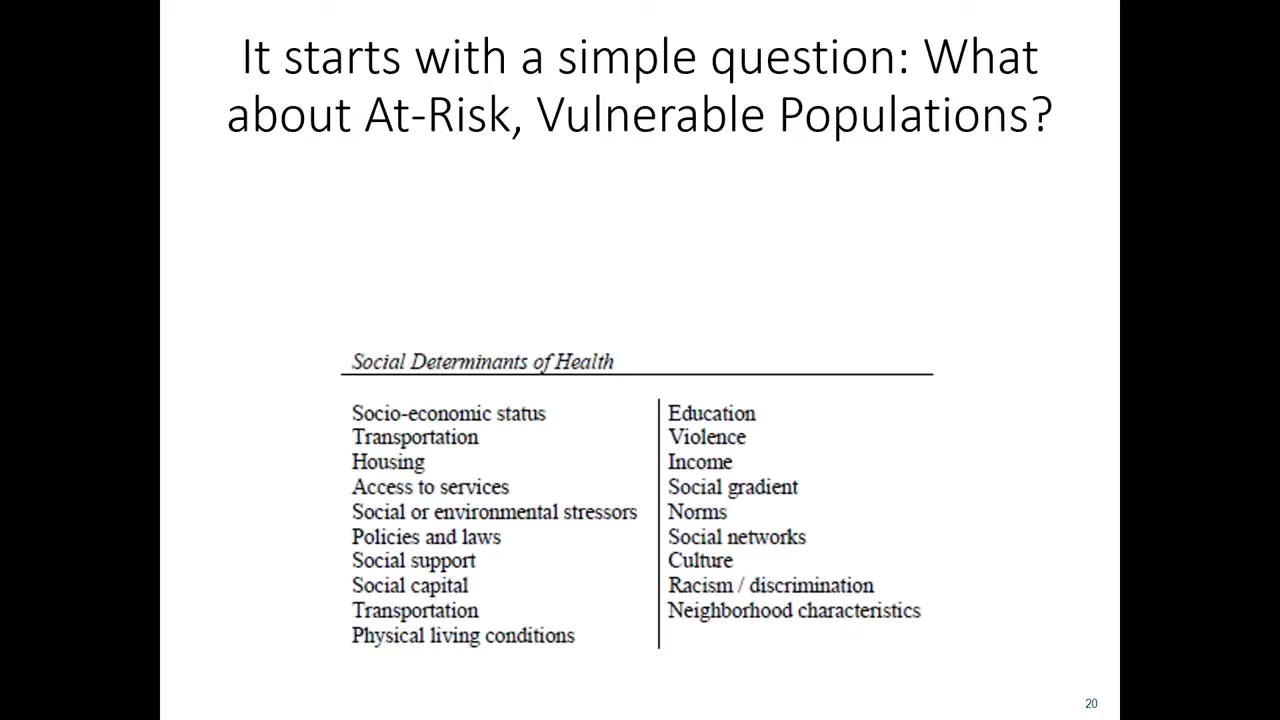 It starts with a simple question: What
about At-Risk, Vulnerable Populations?
Social Determinants of Health
Socio-economic status
Transportation
Housing
Access to services
Social or environmental stressors
Policies and laws
Social support
Social capital
Transportation
Physical living conditions
Education
Violence
Income
Social gradient
Norms
Social networks
Culture
Racism / discrimination
Neighborhood characteristics
20